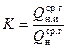 K = Q ср.г н.и / Q ср.г н